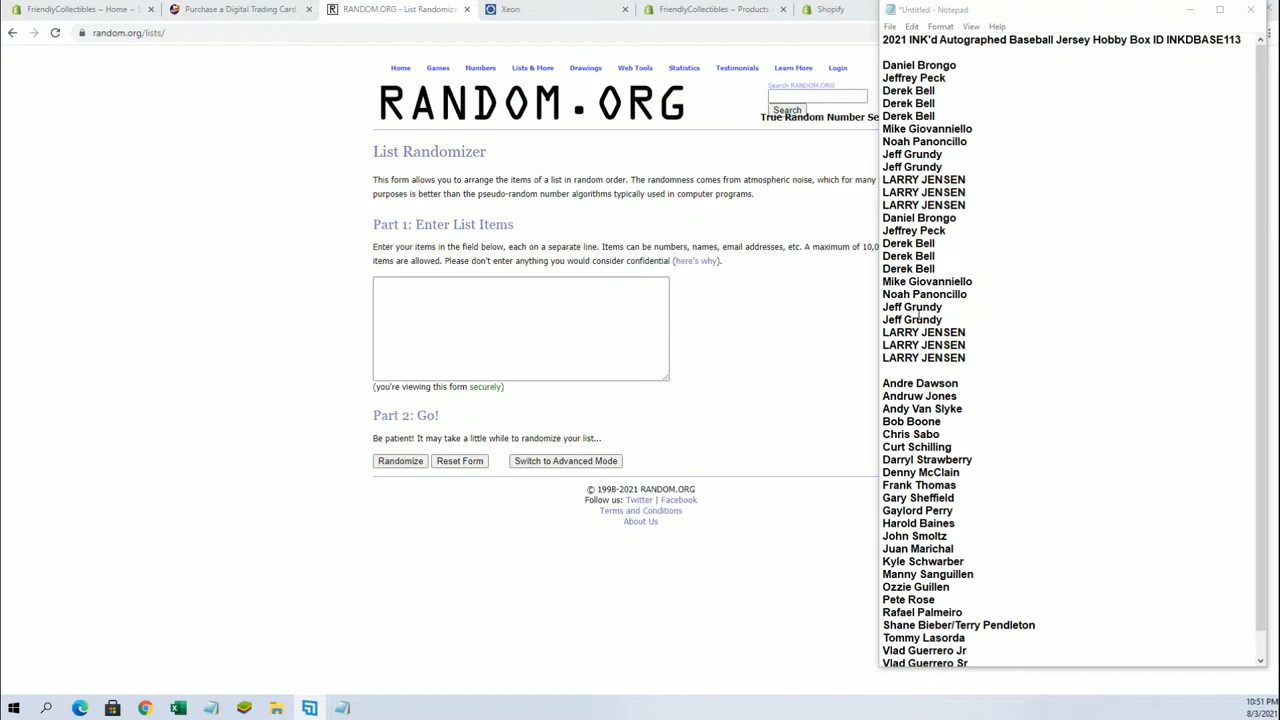 FriendlyCollectibles – Home – S
Purchase a Digital Trading Card
RANDOM.ORG - List Randomize
Xeon
FriendlyCollectibles ~ Products
Shopify
random.org/lists/
Home Games Numbers Lists & More Drawings Web Tools Statistics Testimonials Learn More Login
RANDOM.ORG
Search RANDOM.ORG
Search
True Random Number Se
List Randomizer
This form allows you to arrange the items of a list in random order. The randomness comes from atmospheric noise, which for many
purposes is better than the pseudo-random number algorithms typically used in computer programs.
Part 1: Enter List Items
Enter your items in the field below, each on a separate line. Items can be numbers, names, email addresses, etc. A maximum of 10,0
items are allowed. Please don't enter anything you would consider confidential (here's why).
(you're viewing this form securely)
Part 2: Go!
Be patient! It may take a little while to randomize your list...
Randomize Reset Form Switch to Advanced Mode
© 1998-2021 RANDOM.ORG
Follow us: Twitter | Facebook
Terms and Conditions
About Us
*Untitled - Notepad
File Edit Format View Help
2021 INK'd Autographed Baseball Jersey Hobby Box ID INKDBASE113
Daniel Brongo
Jeffrey Peck
Derek Bell
Derek Bell
Derek Bell
Mike Giovanniello
Noah Panoncillo
Jeff Grundy
Jeff Grundy
LARRY JENSEN
LARRY JENSEN
LARRY JENSEN
Daniel Brongo
Jeffrey Peck
Derek Bell
Derek Bell
Derek Bell
Mike Giovanniello
Noah Panoncillo
Jeff Grundy
Jeff Grundy
LARRY JENSEN
LARRY JENSEN
LARRY JENSEN
Andre Dawson
Andruw Jones
Andy Van Slyke
Bob Boone
Chris Sabo
Curt Schilling
Darryl Strawberry
Denny McClain
Frank Thomas
Gary Sheffield
Gaylord Perry
Harold Baines
John Smoltz
Juan Marichal
Kyle Schwarber
Manny Sanguillen
Ozzie Guillen
Pete Rose
Rafael Palmeiro
Shane Bieber/Terry Pendleton
Tommy Lasorda
Vlad Guerrero Jr
Vlad Guerrero Sr
10:51 PM
8/3/2021